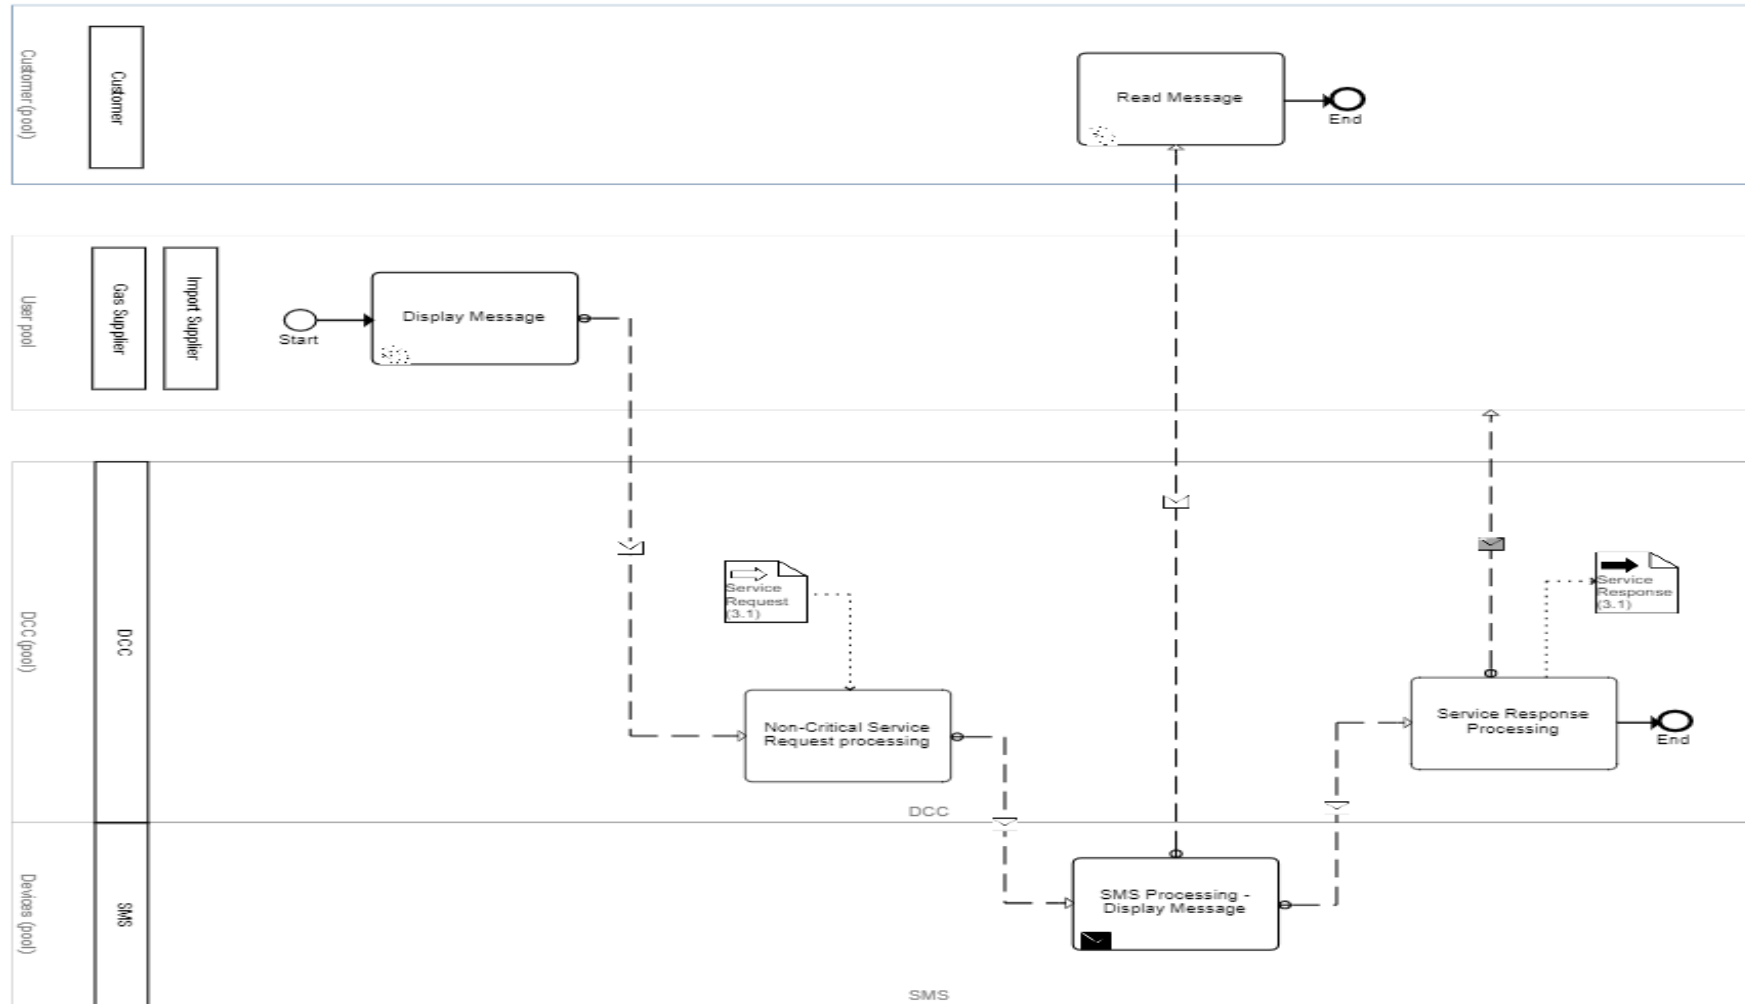 Customer (pool)
Customer
Read Message
End
User pool
Gas Supplier
Import Supplier
Start
Display Message
DCC (pool)
DCC
Service
Request
(3.1)
Non-Critical Service
Request processing
Service
Response
(3.1)
Service Response
Processing
End
DCC
Devices (pool)
SMS
SMS Processing -
Display Message
SMS